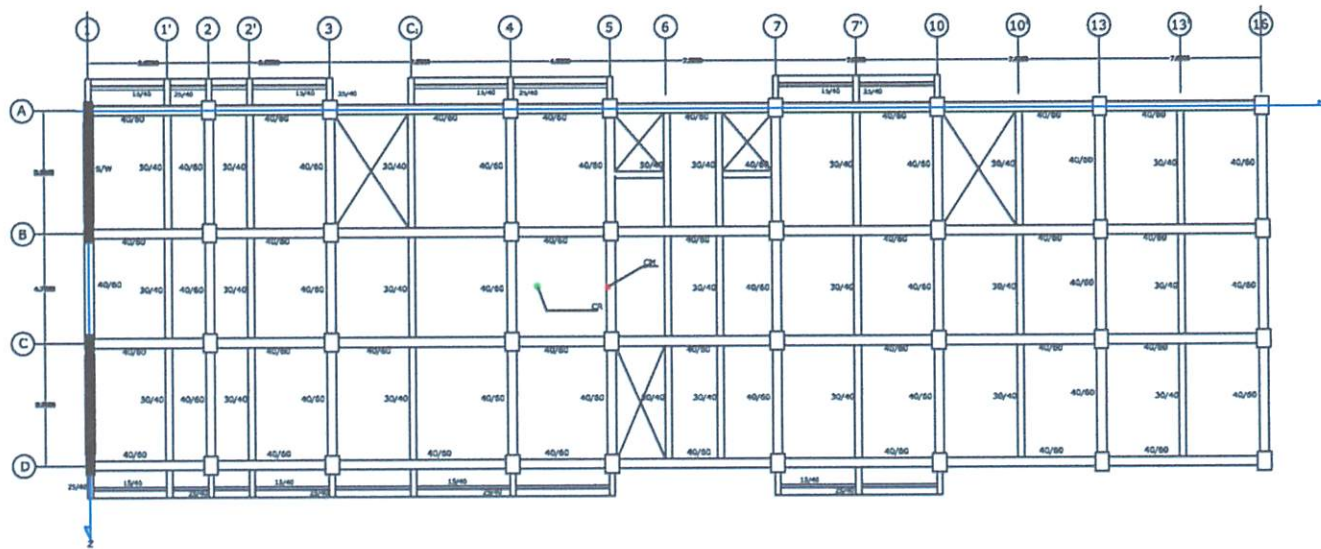 1 1' 2 2' 3 C₁ 4 5 6 7 7' 10 10' 13 13' 16
15/40 25/40 15/40 25/40 15/40 25/40 15/40 25/40
A
40/60 40/60 40/60 40/60 40/60 40/60 40/60 40/60
S/W 30/40 40/60 30/40 40/60 30/40 40/60 40/60 30/40 30/40 40/60 30/40 40/60 30/40 40/60 30/40 40/60
B
40/60 40/60 40/60 40/60 40/60 40/60 40/60
40/60 30/40 40/60 30/40 40/60 30/40 40/60 30/40 40/60 30/40 40/60 30/40 40/60 30/40 40/60
CM
CR
C
40/60 40/60 40/60 40/60 40/60 40/60 40/60 40/60
30/40 40/60 30/40 40/60 30/40 40/60 40/60 30/40 30/40 40/60 30/40 40/60 30/40 40/60 30/40 40/60
D
40/60 40/60 40/60 40/60 40/60 40/60 40/60 40/60
25/40 15/40 25/40 15/40 25/40 15/40 25/40 15/40 25/40
2